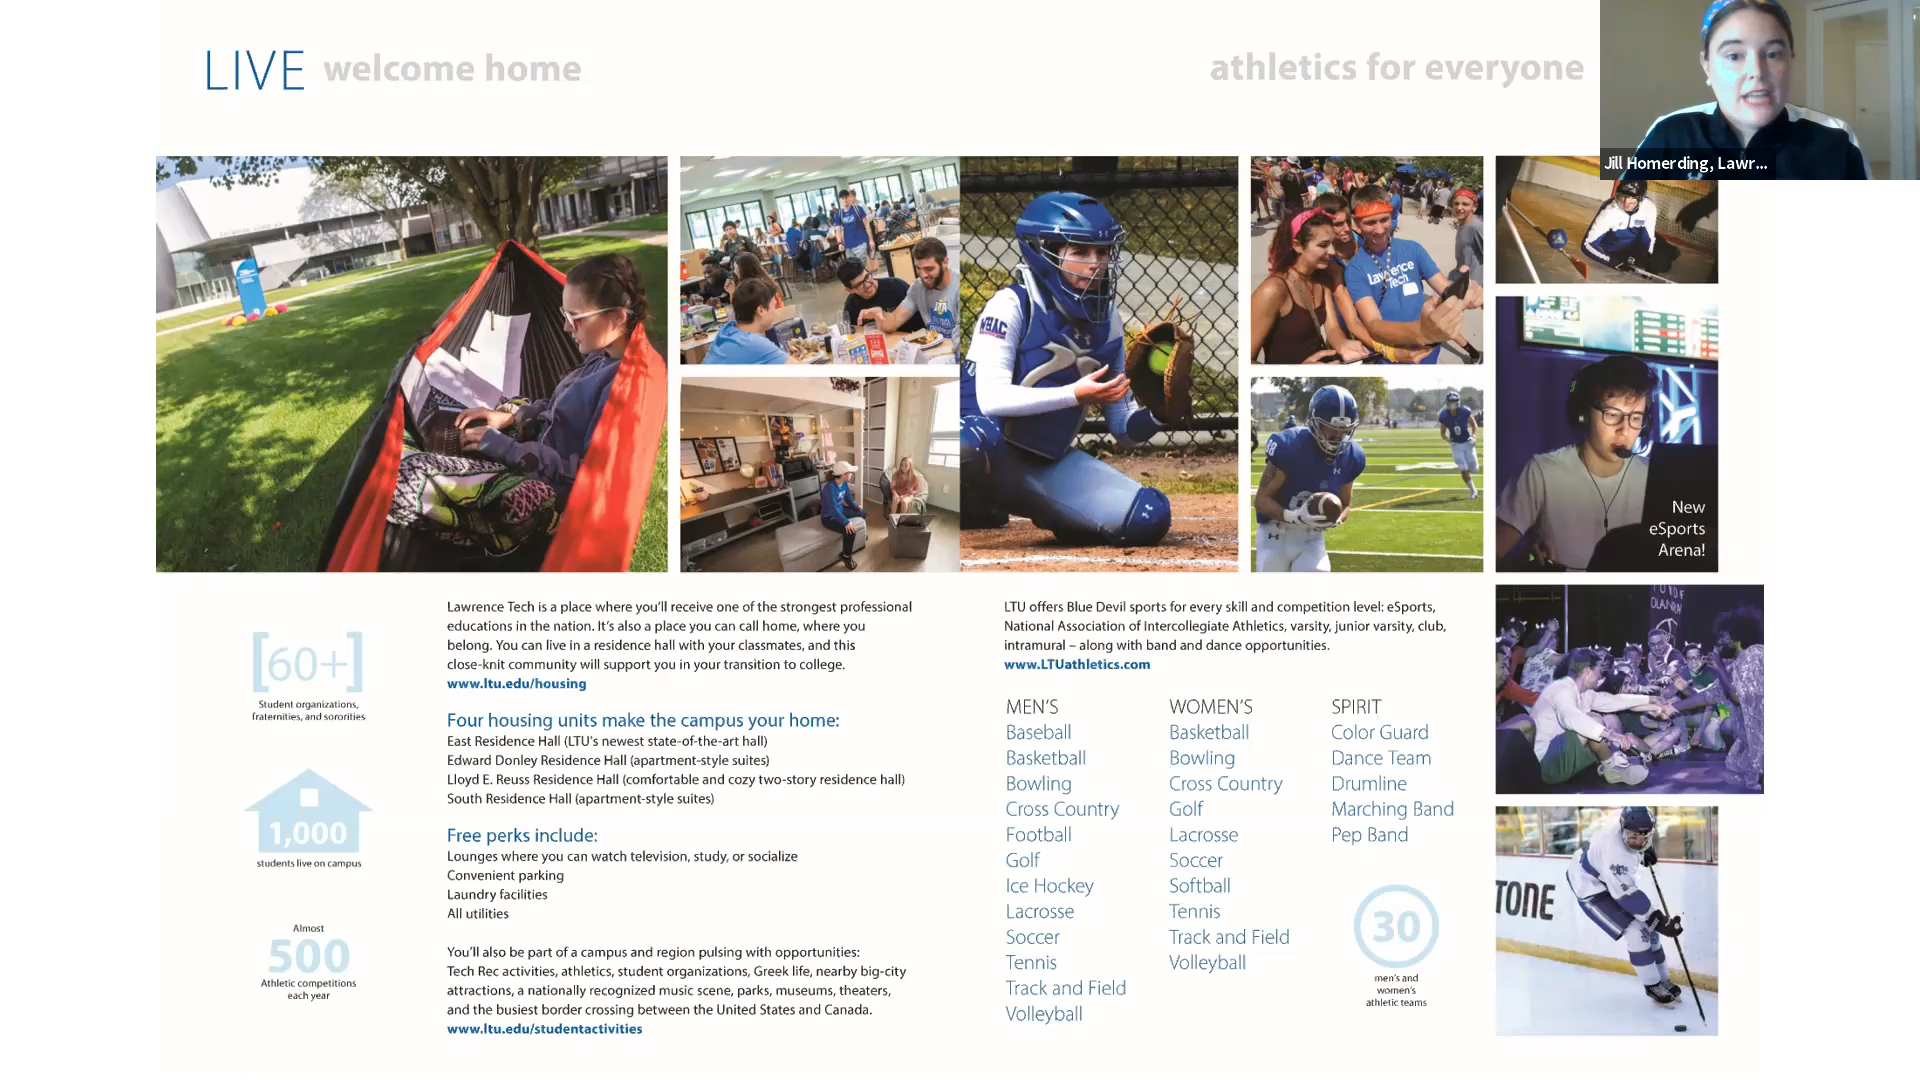 LIVE welcome home
athletics for everyone
Jill Homerding, Lawr...
WHAC
Lawrence
Tech
New
eSports
Arena!
TONE
[60+]
Student organizations,
fraternities, and sororities
1,000
students live on campus
Almost
500
Athletic competitions
each year
Lawrence Tech is a place where you'll receive one of the strongest professional
educations in the nation. It's also a place you can call home, where you
belong. You can live in a residence hall with your classmates, and this
close-knit community will support you in your transition to college.
www.ltu.edu/housing
Four housing units make the campus your home:
East Residence Hall (LTU's newest state-of-the-art hall)
Edward Donley Residence Hall (apartment-style suites)
Lloyd E. Reuss Residence Hall (comfortable and cozy two-story residence hall)
South Residence Hall (apartment-style suites)
Free perks include:
Lounges where you can watch television, study, or socialize
Convenient parking
Laundry facilities
All utilities
You'll also be part of a campus and region pulsing with opportunities:
Tech Rec activities, athletics, student organizations, Greek life, nearby big-city
attractions, a nationally recognized music scene, parks, museums, theaters,
and the busiest border crossing between the United States and Canada.
www.ltu.edu/studentactivities
LTU offers Blue Devil sports for every skill and competition level: eSports,
National Association of Intercollegiate Athletics, varsity, junior varsity, club,
intramural – along with band and dance opportunities.
www.LTUathletics.com
MEN'S
Baseball
Basketball
Bowling
Cross Country
Football
Golf
Ice Hockey
Lacrosse
Soccer
Tennis
Track and Field
Volleyball
WOMEN'S
Basketball
Bowling
Cross Country
Golf
Lacrosse
Soccer
Softball
Tennis
Track and Field
Volleyball
SPIRIT
Color Guard
Dance Team
Drumline
Marching Band
Pep Band
30
men's and
women's
athletic teams